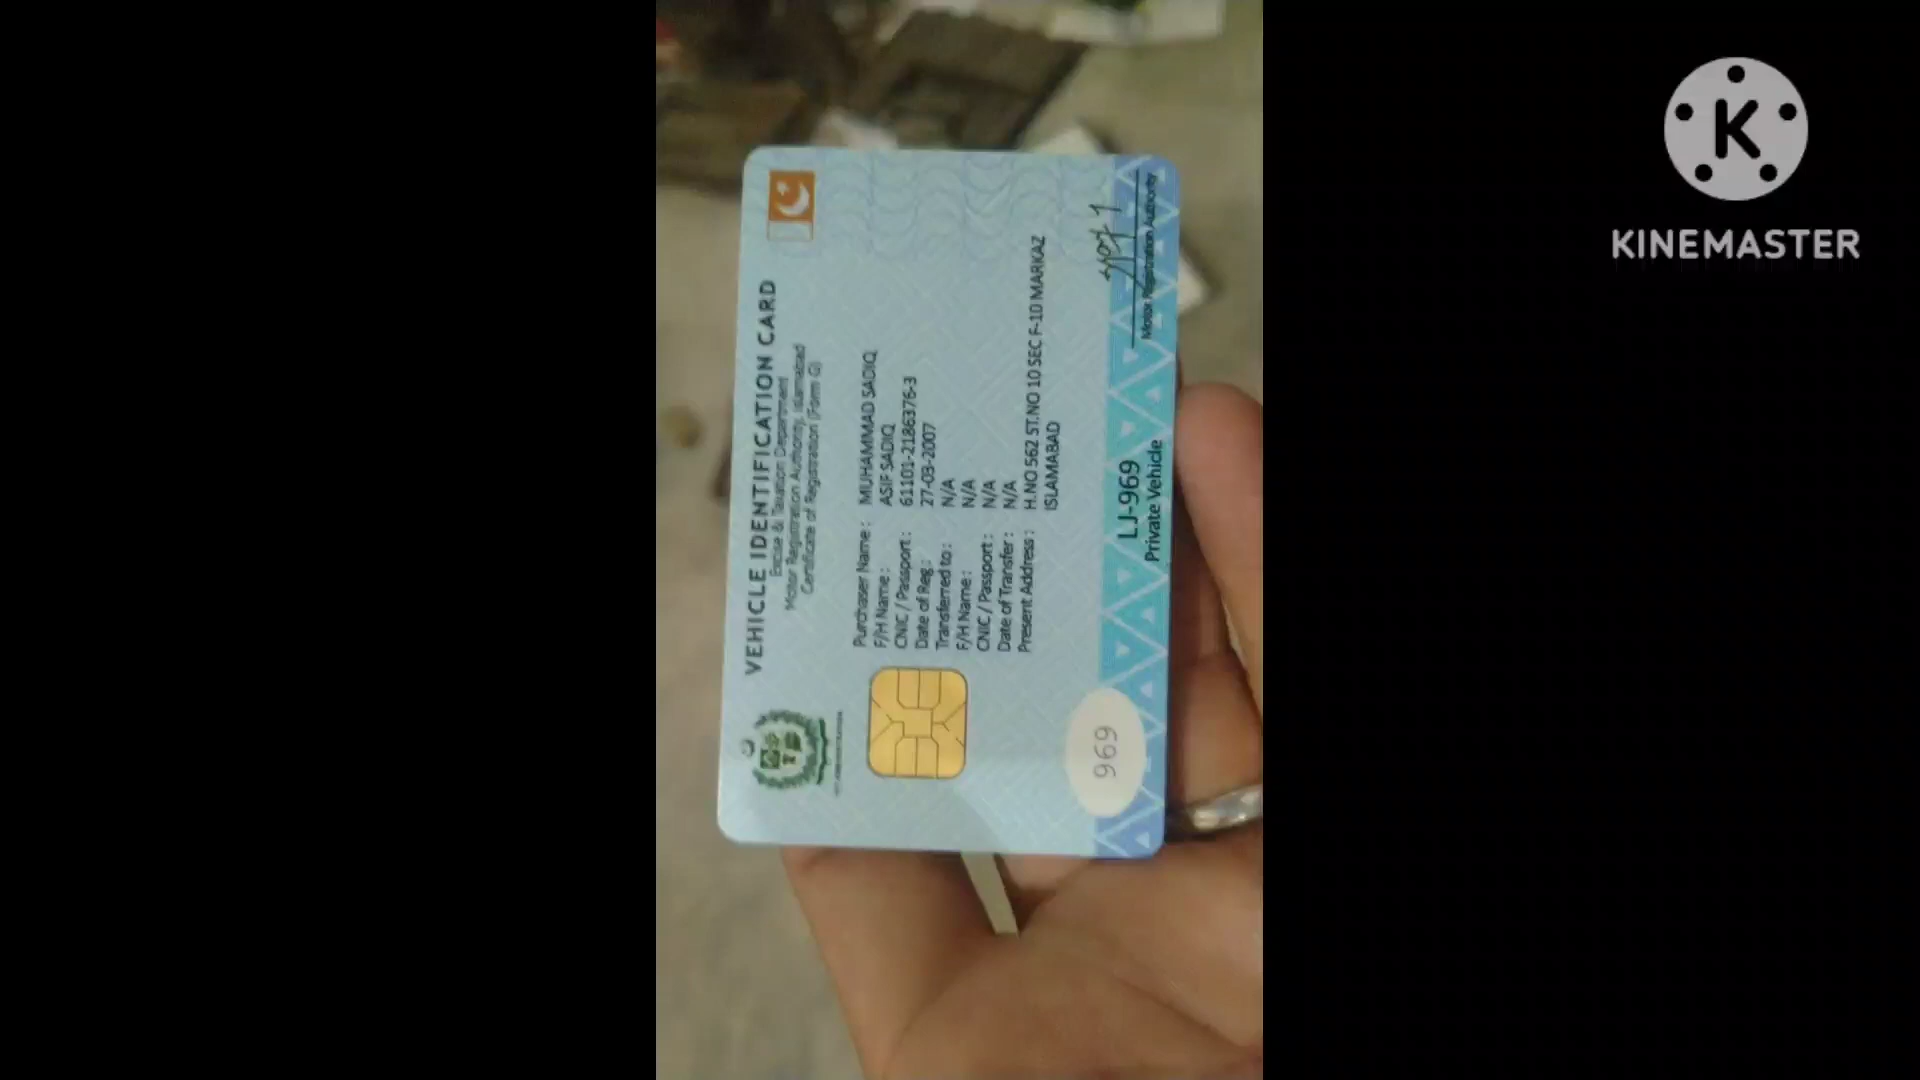 VEHICLE IDENTIFICATION CARD
Excise & Taxation Department
Motor Registration Authority, Islamabad
Certificate of Registration (Form G)
Purchaser Name : MUHAMMAD SADIQ
F/H Name : ASIF SADIQ
CNIC / Passport : 61101-2186376-3
Date of Reg : 27-03-2007
Transferred to : N/A
F/H Name : N/A
CNIC / Passport : N/A
Date of Transfer : N/A
Present Address : H.NO 562 ST.NO 10 SEC F-10 MARKAZ
ISLAMABAD
969
LJ-969
Private Vehicle
Motor Registration Authority
K
KINEMASTER